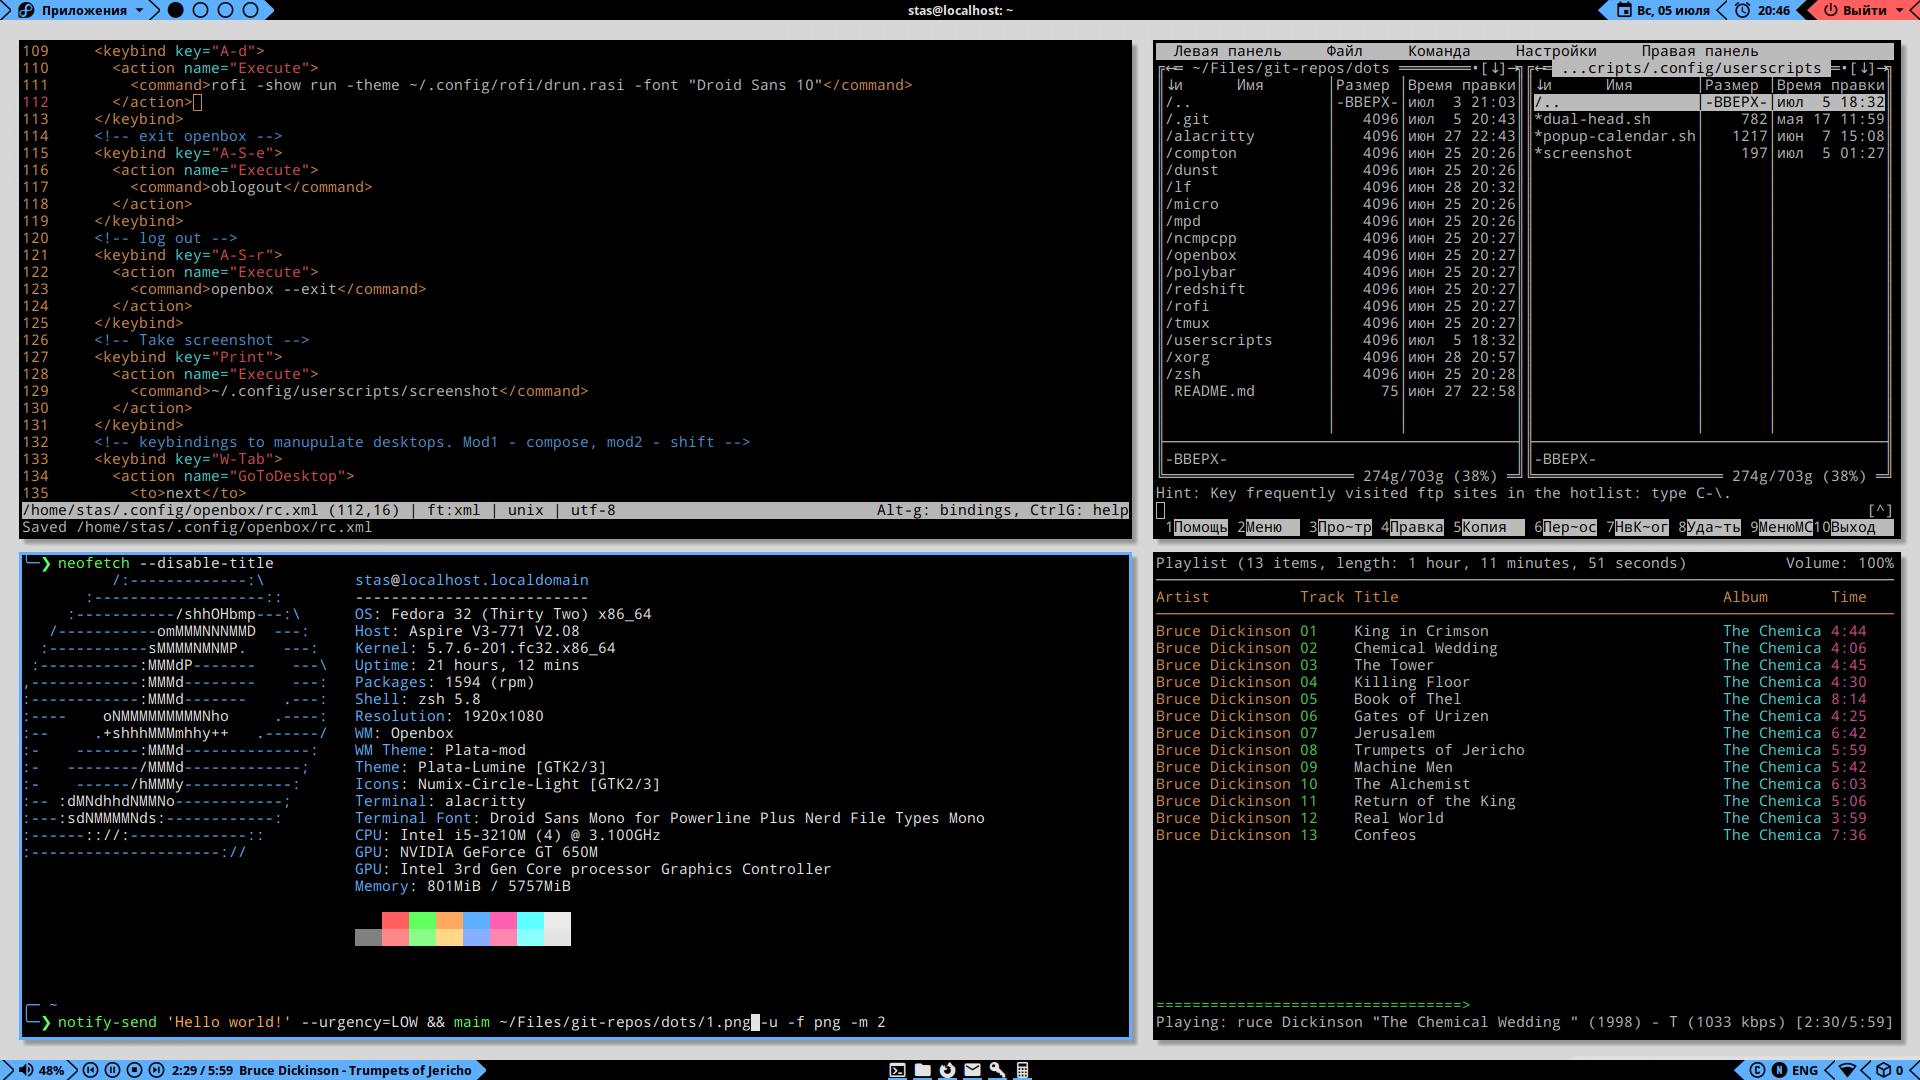 Приложения
stas@localhost: ~
Вс, 05 июля
20:46
Выйти
109     <keybind key="A-d">
110       <action name="Execute">
111         <command>rofi -show run -theme ~/.config/rofi/drun.rasi -font "Droid Sans 10"</command>
112       </action>
113     </keybind>
114     <!-- exit openbox -->
115     <keybind key="A-S-e">
116       <action name="Execute">
117         <command>oblogout</command>
118       </action>
119     </keybind>
120     <!-- log out -->
121     <keybind key="A-S-r">
122       <action name="Execute">
123         <command>openbox --exit</command>
124       </action>
125     </keybind>
126     <!-- Take screenshot -->
127     <keybind key="Print">
128       <action name="Execute">
129         <command>~/.config/userscripts/screenshot</command>
130       </action>
131     </keybind>
132     <!-- keybindings to manupulate desktops. Mod1 - compose, mod2 - shift -->
133     <keybind key="W-Tab">
134       <action name="GoToDesktop">
135         <to>next</to>
/home/stas/.config/openbox/rc.xml (112,16) | ft:xml | unix | utf-8     Alt-g: bindings, CtrlG: help
Saved /home/stas/.config/openbox/rc.xml
Левая панель     Файл     Команда     Настройки     Правая панель
~/Files/git-repos/dots
↓и Имя | Размер | Время правки
/.. | -ВВЕРХ- | июл  3 21:03
/.git | 4096 | июл  5 20:43
/alacritty | 4096 | июн 27 22:43
/compton | 4096 | июн 25 20:26
/dunst | 4096 | июн 25 20:26
/lf | 4096 | июн 28 20:32
/micro | 4096 | июн 25 20:26
/mpd | 4096 | июн 25 20:26
/ncmpcpp | 4096 | июн 25 20:27
/openbox | 4096 | июн 25 20:27
/polybar | 4096 | июн 25 20:27
/redshift | 4096 | июн 25 20:27
/rofi | 4096 | июн 25 20:27
/tmux | 4096 | июн 25 20:27
/userscripts | 4096 | июл  5 18:32
/xorg | 4096 | июн 28 20:57
/zsh | 4096 | июн 25 20:28
README.md | 75 | июн 27 22:58
-ВВЕРХ-
274g/703g (38%)
...cripts/.config/userscripts
↓и Имя | Размер | Время правки
/.. | -ВВЕРХ- | июл  5 18:32
*dual-head.sh | 782 | мая 17 11:59
*popup-calendar.sh | 1217 | июн  7 15:08
*screenshot | 197 | июл  5 01:27
-ВВЕРХ-
274g/703g (38%)
Hint: Key frequently visited ftp sites in the hotlist: type C-\.
[^]
1Помощь 2Меню 3Про~тр 4Правка 5Копия 6Пер~ос 7НвК~ог 8Уда~ть 9МенюMC 10Выход
❯ neofetch --disable-title
/:-------------:\
:-------------------::
:-----------/shhOHbmp---:\
/-----------omMMMNNNMMD  ---:
:-----------sMMMMNMNMP.    ---:
:-----------:MMMdP-------    ---\
,------------:MMMd--------    ---:
:------------:MMMd-------    .---:
:----    oNMMMMMMMMMNho     .----:
:--     .+shhhMMMmhhy++   .------/
:-    -------:MMMd--------------:
:-   --------/MMMd-------------;
:-    ------/hMMMy------------:
:-- :dMNdhhdNMMNo------------;
:---:sdNMMMMNds:------------:
:------:://:-------------::
:---------------------://
stas@localhost.localdomain
--------------------------
OS: Fedora 32 (Thirty Two) x86_64
Host: Aspire V3-771 V2.08
Kernel: 5.7.6-201.fc32.x86_64
Uptime: 21 hours, 12 mins
Packages: 1594 (rpm)
Shell: zsh 5.8
Resolution: 1920x1080
WM: Openbox
WM Theme: Plata-mod
Theme: Plata-Lumine [GTK2/3]
Icons: Numix-Circle-Light [GTK2/3]
Terminal: alacritty
Terminal Font: Droid Sans Mono for Powerline Plus Nerd File Types Mono
CPU: Intel i5-3210M (4) @ 3.100GHz
GPU: NVIDIA GeForce GT 650M
GPU: Intel 3rd Gen Core processor Graphics Controller
Memory: 801MiB / 5757MiB
~
❯ notify-send 'Hello world!' --urgency=LOW && maim ~/Files/git-repos/dots/1.png -u -f png -m 2
Playlist (13 items, length: 1 hour, 11 minutes, 51 seconds)     Volume: 100%
Artist     Track Title     Album     Time
Bruce Dickinson 01 King in Crimson The Chemica 4:44
Bruce Dickinson 02 Chemical Wedding The Chemica 4:06
Bruce Dickinson 03 The Tower The Chemica 4:45
Bruce Dickinson 04 Killing Floor The Chemica 4:30
Bruce Dickinson 05 Book of Thel The Chemica 8:14
Bruce Dickinson 06 Gates of Urizen The Chemica 4:25
Bruce Dickinson 07 Jerusalem The Chemica 6:42
Bruce Dickinson 08 Trumpets of Jericho The Chemica 5:59
Bruce Dickinson 09 Machine Men The Chemica 5:42
Bruce Dickinson 10 The Alchemist The Chemica 6:03
Bruce Dickinson 11 Return of the King The Chemica 5:06
Bruce Dickinson 12 Real World The Chemica 3:59
Bruce Dickinson 13 Confeos The Chemica 7:36
==================================>
Playing: ruce Dickinson "The Chemical Wedding " (1998) - T (1033 kbps) [2:30/5:59]
48%
2:29 / 5:59 Bruce Dickinson - Trumpets of Jericho
C N ENG
0